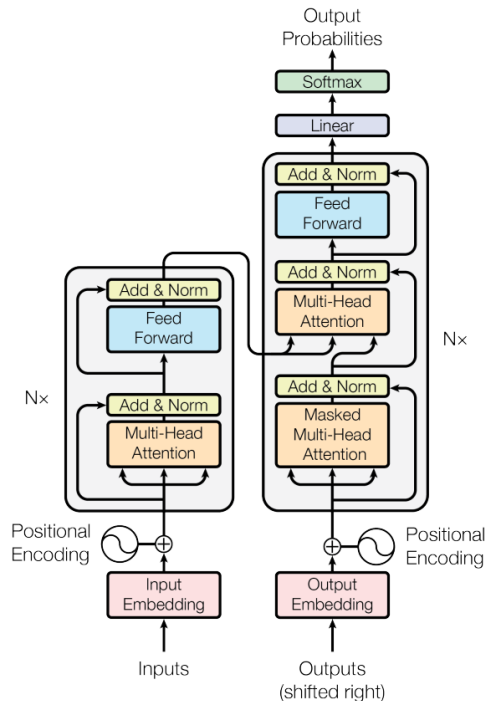 Output
Probabilities
Softmax
Linear
Add & Norm
Feed
Forward
Add & Norm
Multi-Head
Attention
Add & Norm
Masked
Multi-Head
Attention
Nx
Add & Norm
Feed
Forward
Add & Norm
Multi-Head
Attention
Nx
Positional
Encoding
Positional
Encoding
Input
Embedding
Output
Embedding
Inputs
Outputs
(shifted right)